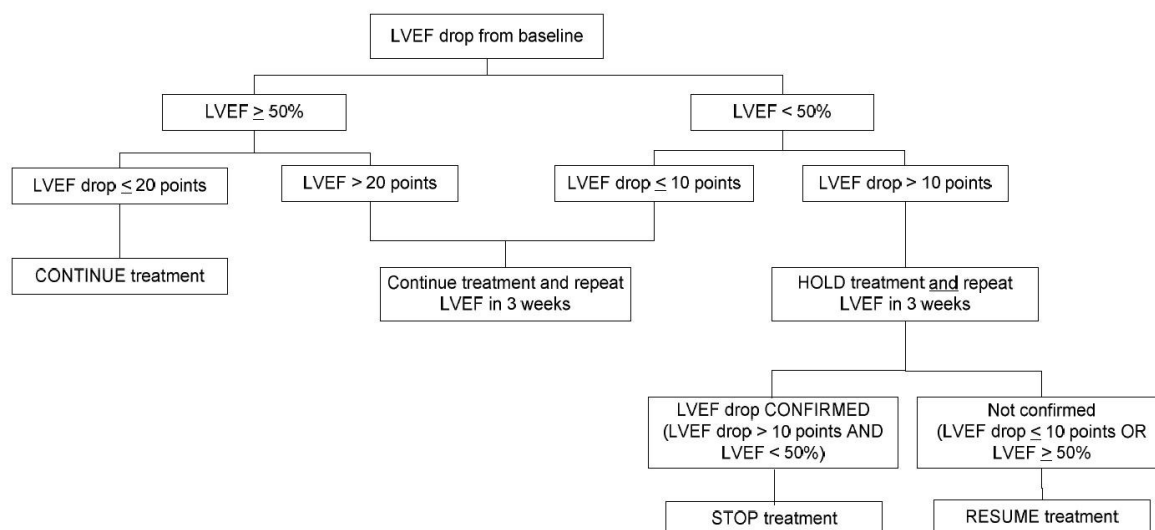 LVEF drop from baseline
LVEF ≥ 50%
LVEF < 50%
LVEF drop ≤ 20 points
LVEF > 20 points
LVEF drop ≤ 10 points
LVEF drop > 10 points
CONTINUE treatment
Continue treatment and repeat
LVEF in 3 weeks
HOLD treatment and repeat
LVEF in 3 weeks
LVEF drop CONFIRMED
(LVEF drop > 10 points AND
LVEF < 50%)
Not confirmed
(LVEF drop ≤ 10 points OR
LVEF ≥ 50%
STOP treatment
RESUME treatment